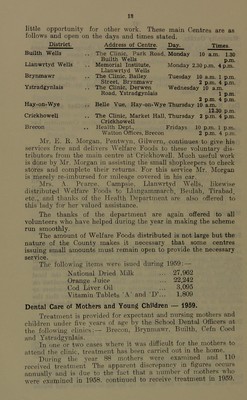 18
little opportunity for other work. These main Centres are as
follows and open on the days and times stated.
District. Address of Centre. Day. Times.
Builth Wells .. The Clinic, Park Road, Monday 10 a.m. 1.30
Builth Wells p.m.
Llanwrtyd Wells .. Memorial Institute, Monday 2.30 p.m. 4 p.m.
Llanwrtyd Wells
Brynmawr .. The Clinic, Bailey Tuesday 10 a.m. 1 p.m.
Street, Brynmawr 2 p.m. 4 p.m.
Ystradgynlais .. The Clinic, Derwen Wednesday 10 a.m.
Road, Ystradgynlais 1 p.m.
2 p.m. 4 p.m.
Hay-on-Wye .. Belle Vue, Hay-on-Wye Thursday 10 a.m.
12.30 p.m.
Crickhowell .. The Clinic, Market Hall, Thursday 2 p.m. 4 p.m.
Crickhowell
Brecon .. Health Dept., Fridays 10 p.m. 1 p.m.
Watton Offices, Brecon 2 p.m. 4 p.m.
Mr. E. R. Morgan, Pentwyn, Gilwern, continues to give his
services free and delivers Welfare Foods to these voluntary dis-
tributors from the main centre at Crickhowell. Much useful work
is done by Mr. Morgan in assisting the small shopkeepers to check
stores and complete their returns. For this service Mr. Morgan
is merely re-imbursed for mileage covered in his car.
Mrs. A. Pearce, Campsie, Llanwrtyd Wells, likewise
distributed Welfare Foods to Llangammarch, Beulah, Tirabad,
etc., and thanks of the Health Department are also offered to
this lady for her valued assistance.
The thanks of the department are again offered to all
volunteers who have helped during the year in making the scheme
run smoothly.
The amount of Welfare Foods distributed is not large but the
nature of the County makes it necessary that some centres
issuing small amounts must remain open to provide the necessary
service.
The following items were issued during 1959:—
National Dried Milk 27,962
Orange Juice ... 22,242
Cod Liver Oil 3,095
Vitamin Tablets 'A' and 'D'... 1,809
Dental Care of Mothers and Young Children — 1959.
Treatment is provided for expectant and nursing mothers and
children under five years of age by the School Dental Officers at
the following clinics:— Brecon, Brynmawr, Builth, Cefn Coed
and Ystradgynlais.
In one or two cases where it was difficult for the mothers to
attend the clinic, treatment has been carried out in the home.
During the year 88 mothers were examined and 110
received treatment. The apparent discrepancy in figures occurs
annually and is due to the fact that a number of mothers who
were examined in 1958, continued to receive treatment in 1959.